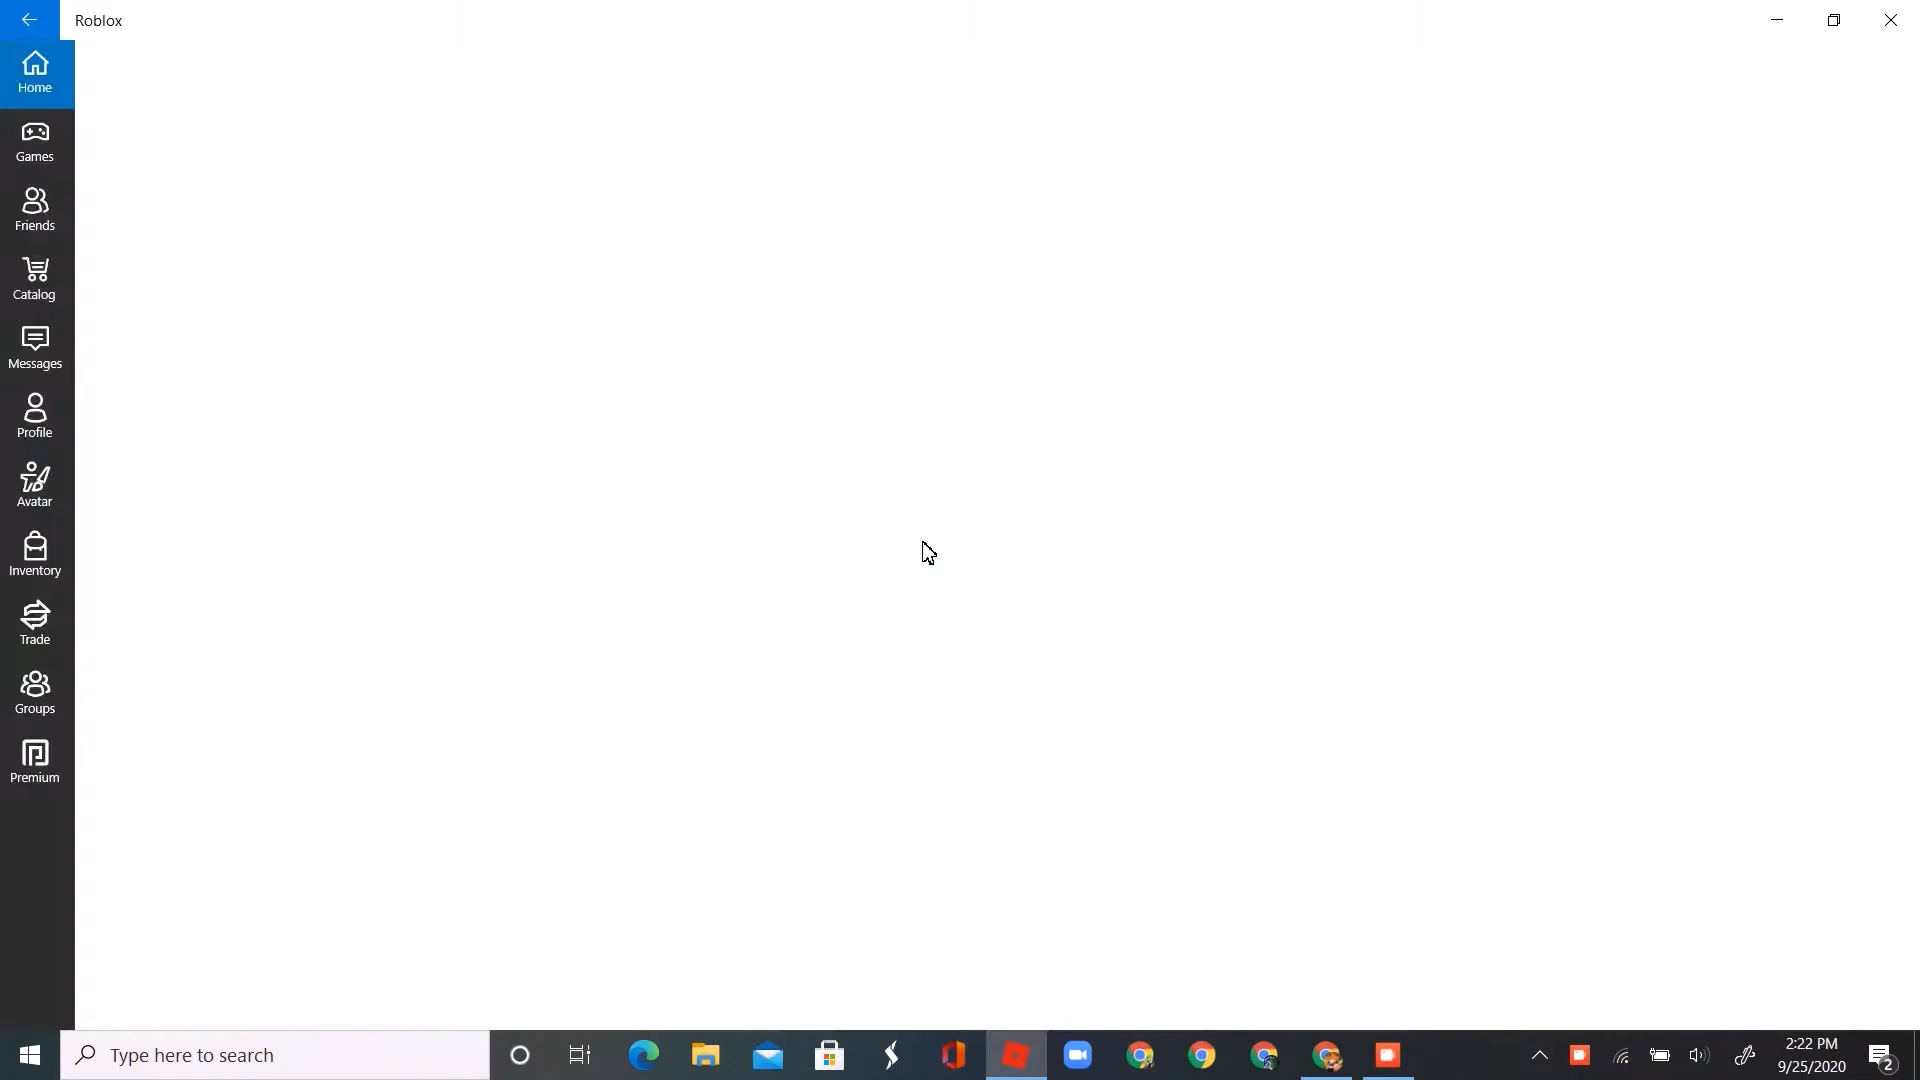 Roblox
Home
Games
Friends
Catalog
Messages
Profile
Avatar
Inventory
Trade
Groups
Premium
Type here to search
2:22 PM
9/25/2020
2